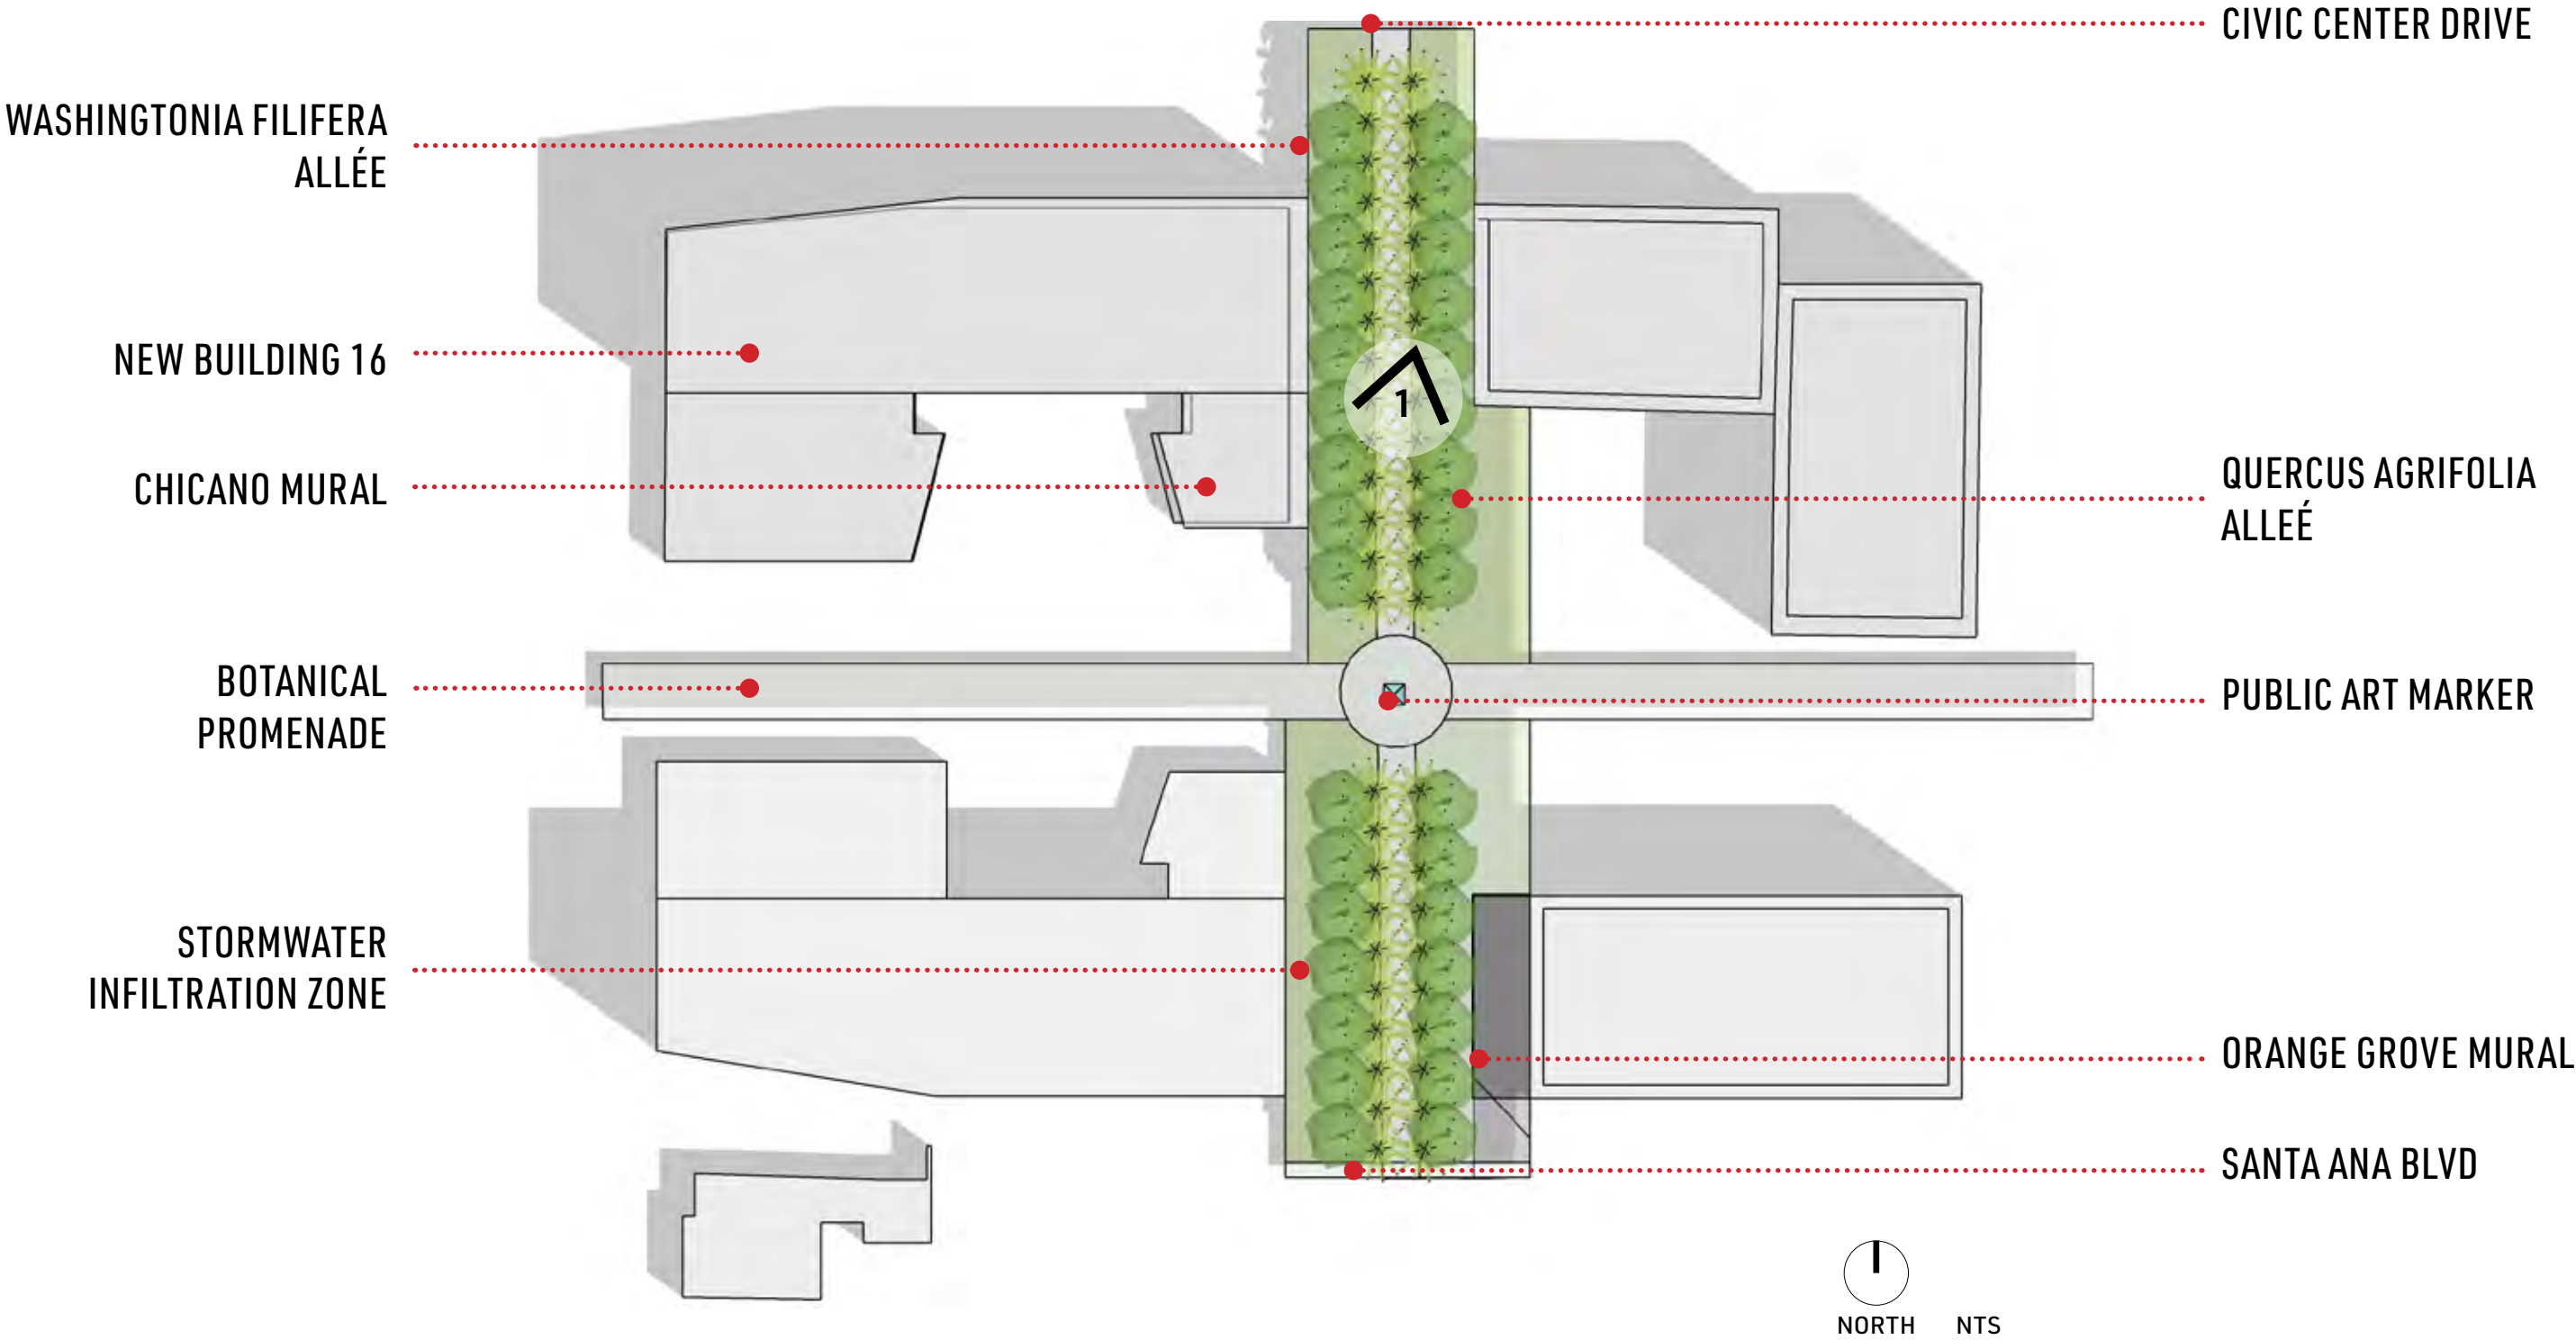 CIVIC CENTER DRIVE
WASHINGTONIA FILIFERA
ALLÉE
NEW BUILDING 16
1
CHICANO MURAL
QUERCUS AGRIFOLIA
ALLEÉ
BOTANICAL
PROMENADE
PUBLIC ART MARKER
STORMWATER
INFILTRATION ZONE
ORANGE GROVE MURAL
SANTA ANA BLVD
NORTH NTS